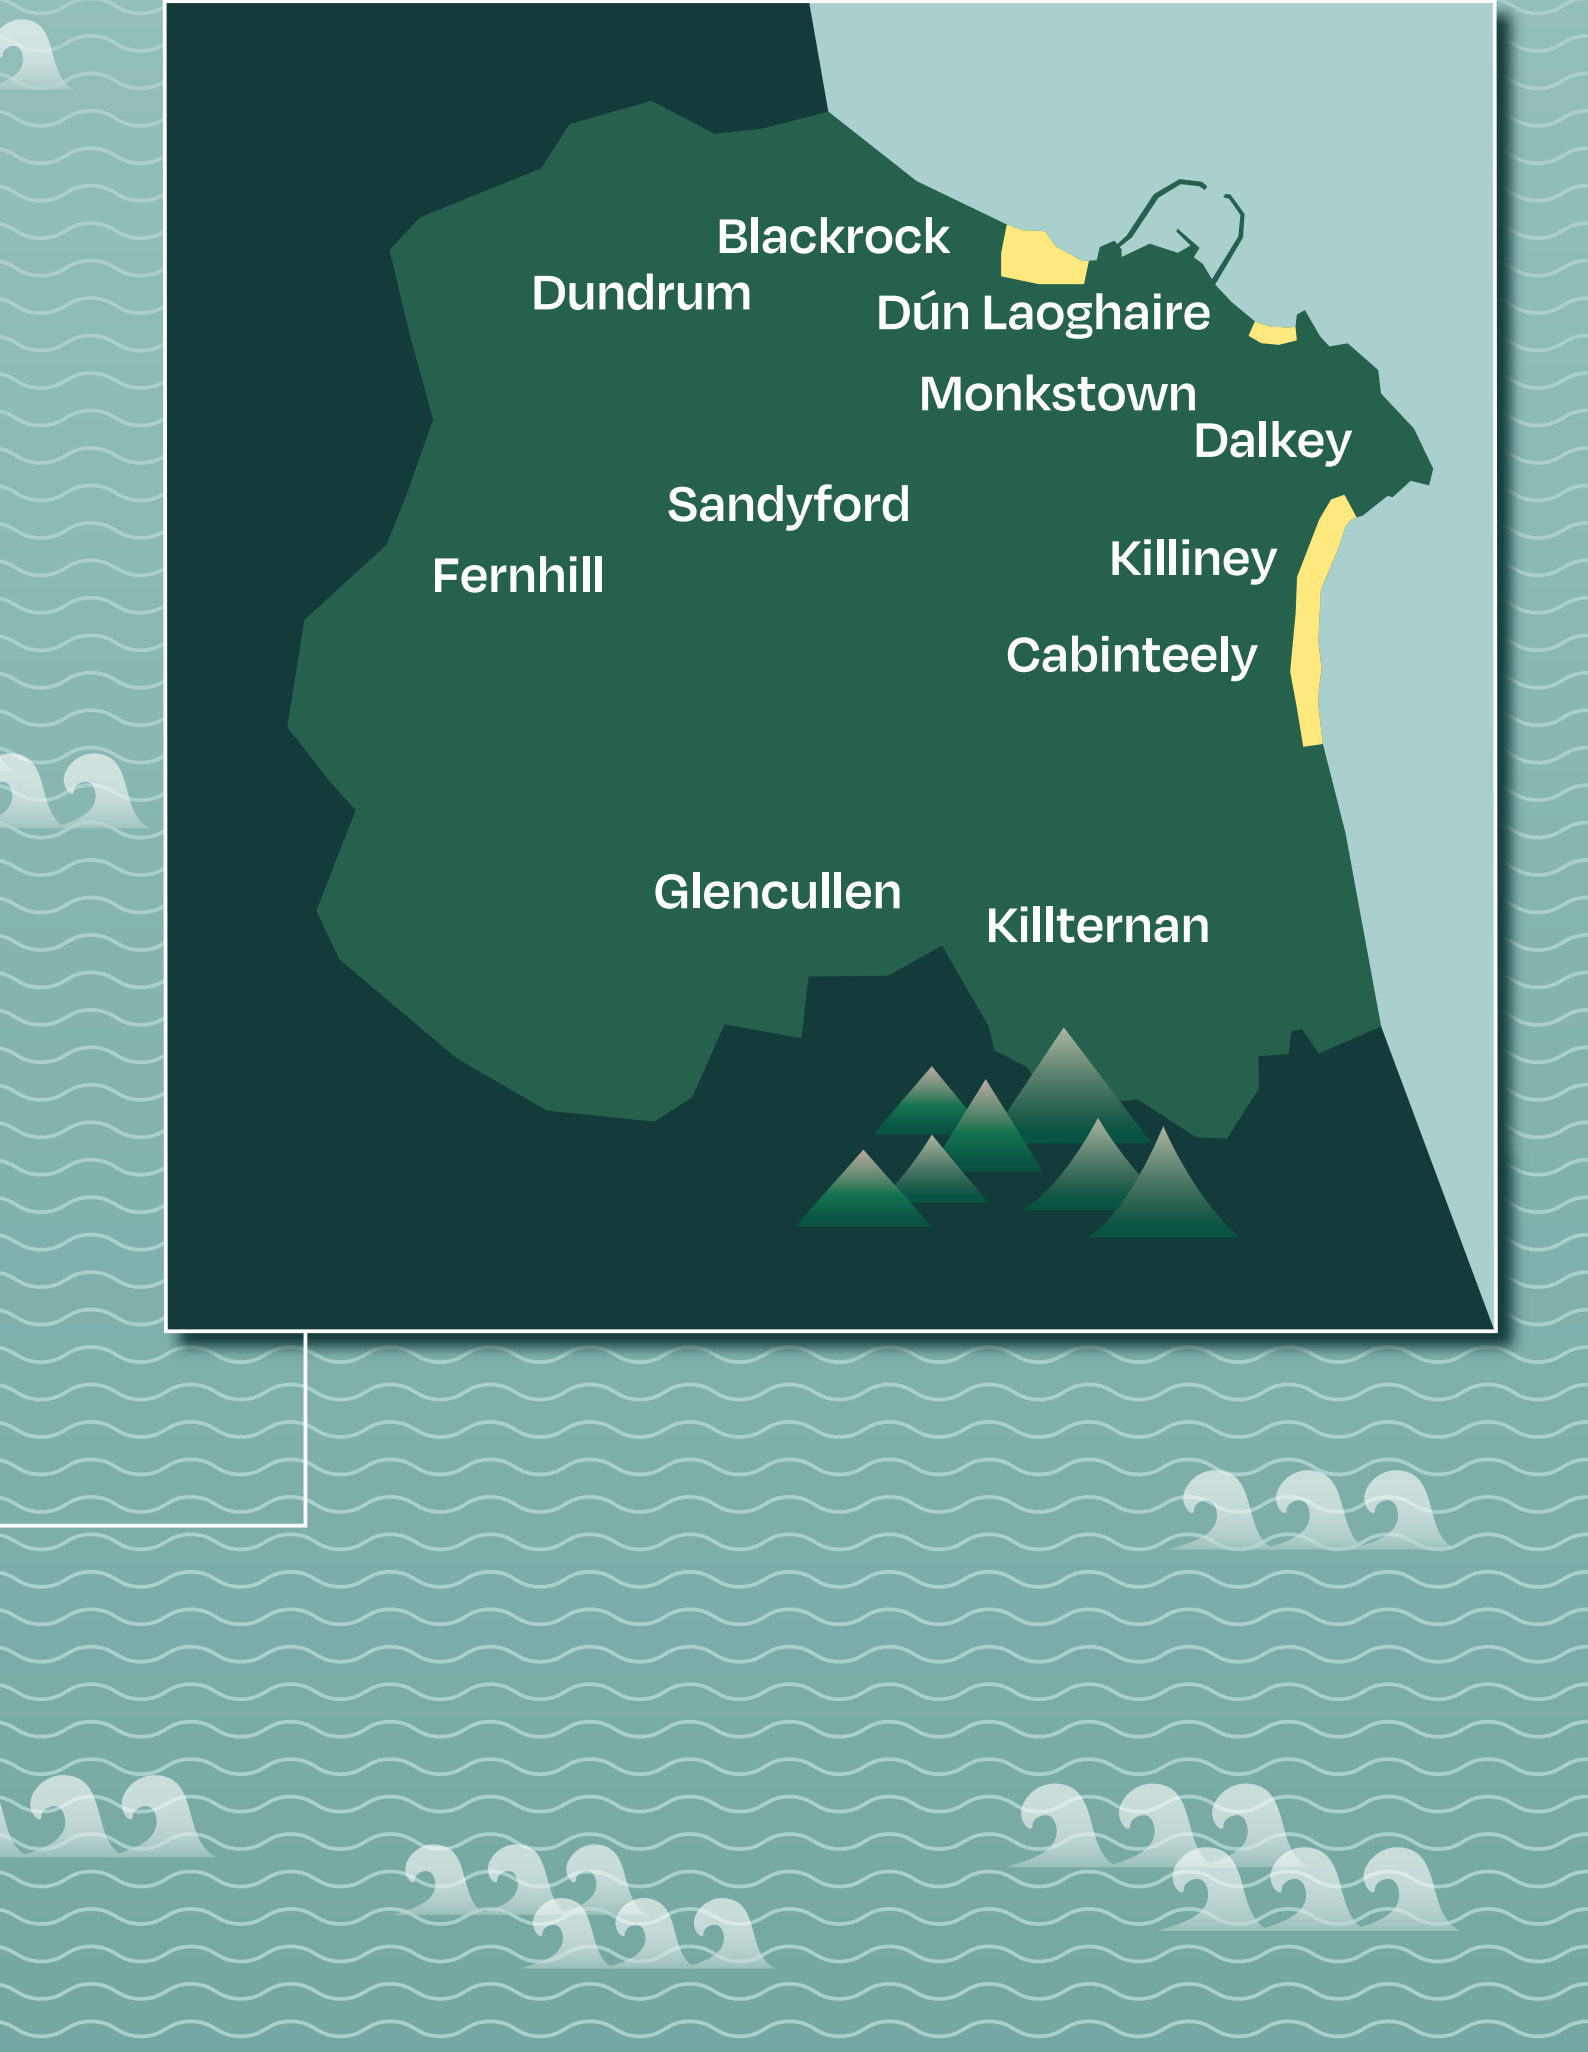 Blackrock
Dundrum
Dún Laoghaire
Monkstown
Dalkey
Sandyford
Killiney
Fernhill
Cabinteely
Glencullen
Killternan